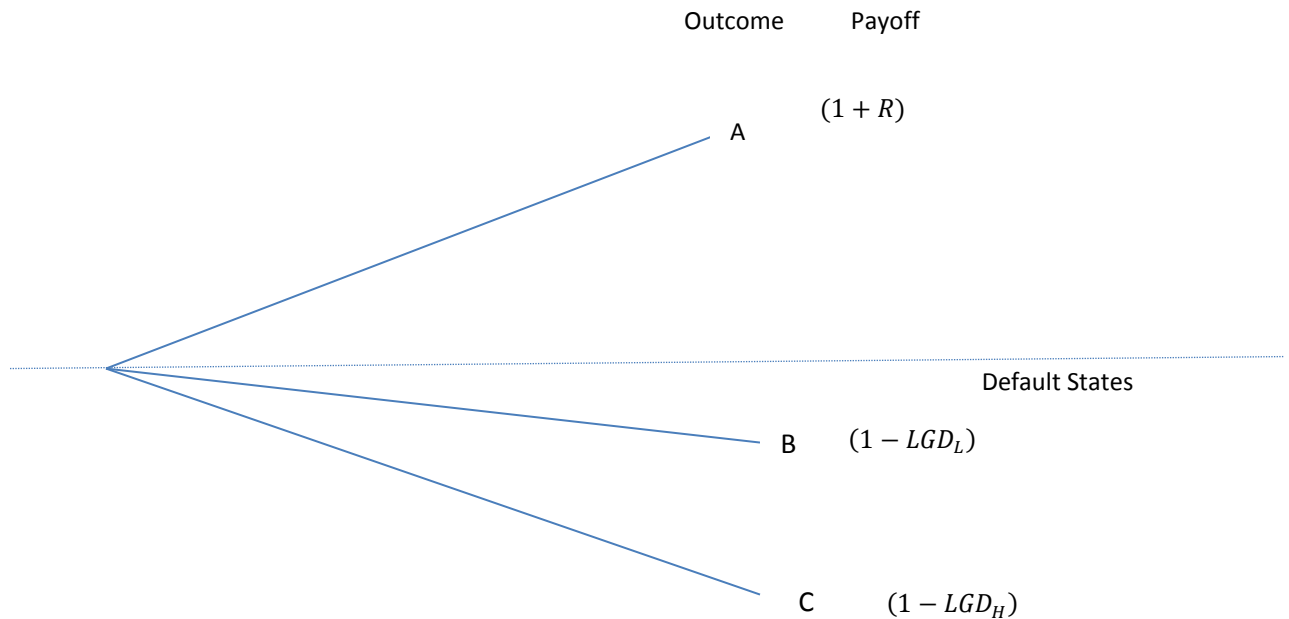 Outcome Payoff
(1 + R)
A
Default States
B (1 − LGD_L)
C (1 − LGD_H)